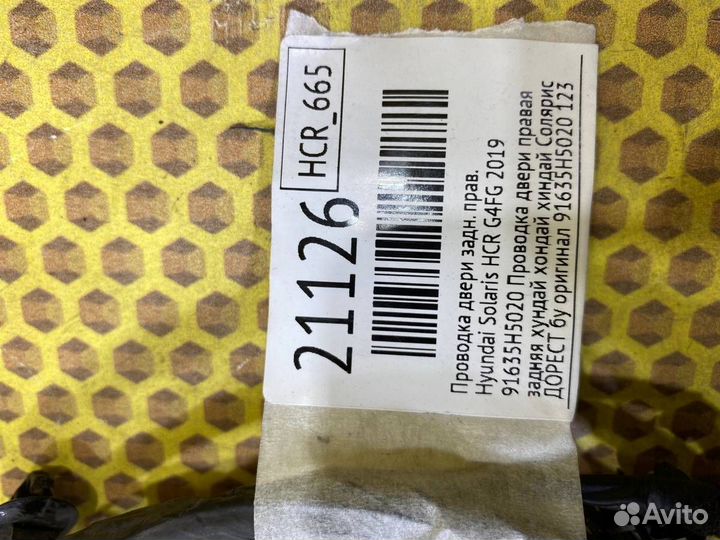 21126
HCR_665
Проводка двери задн. прав.
Hyundai Solaris HCR G4FG 2019
91635H5020 Проводка двери правая
задняя хундай хондай хиндай Солярис
ДОРЕСТ бу оригинал 91635H5020 123
Avito